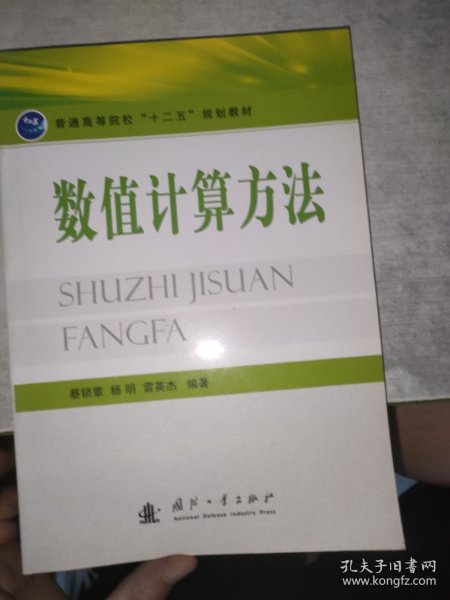 普通高等院校“十二五”规划教材
数值计算方法
SHUZHI JISUAN
FANGFA
蔡锁章 杨明 雷英杰 编著
国防工业出版社
National Defense Industry Press
孔夫子旧书网
www.kongfz.com